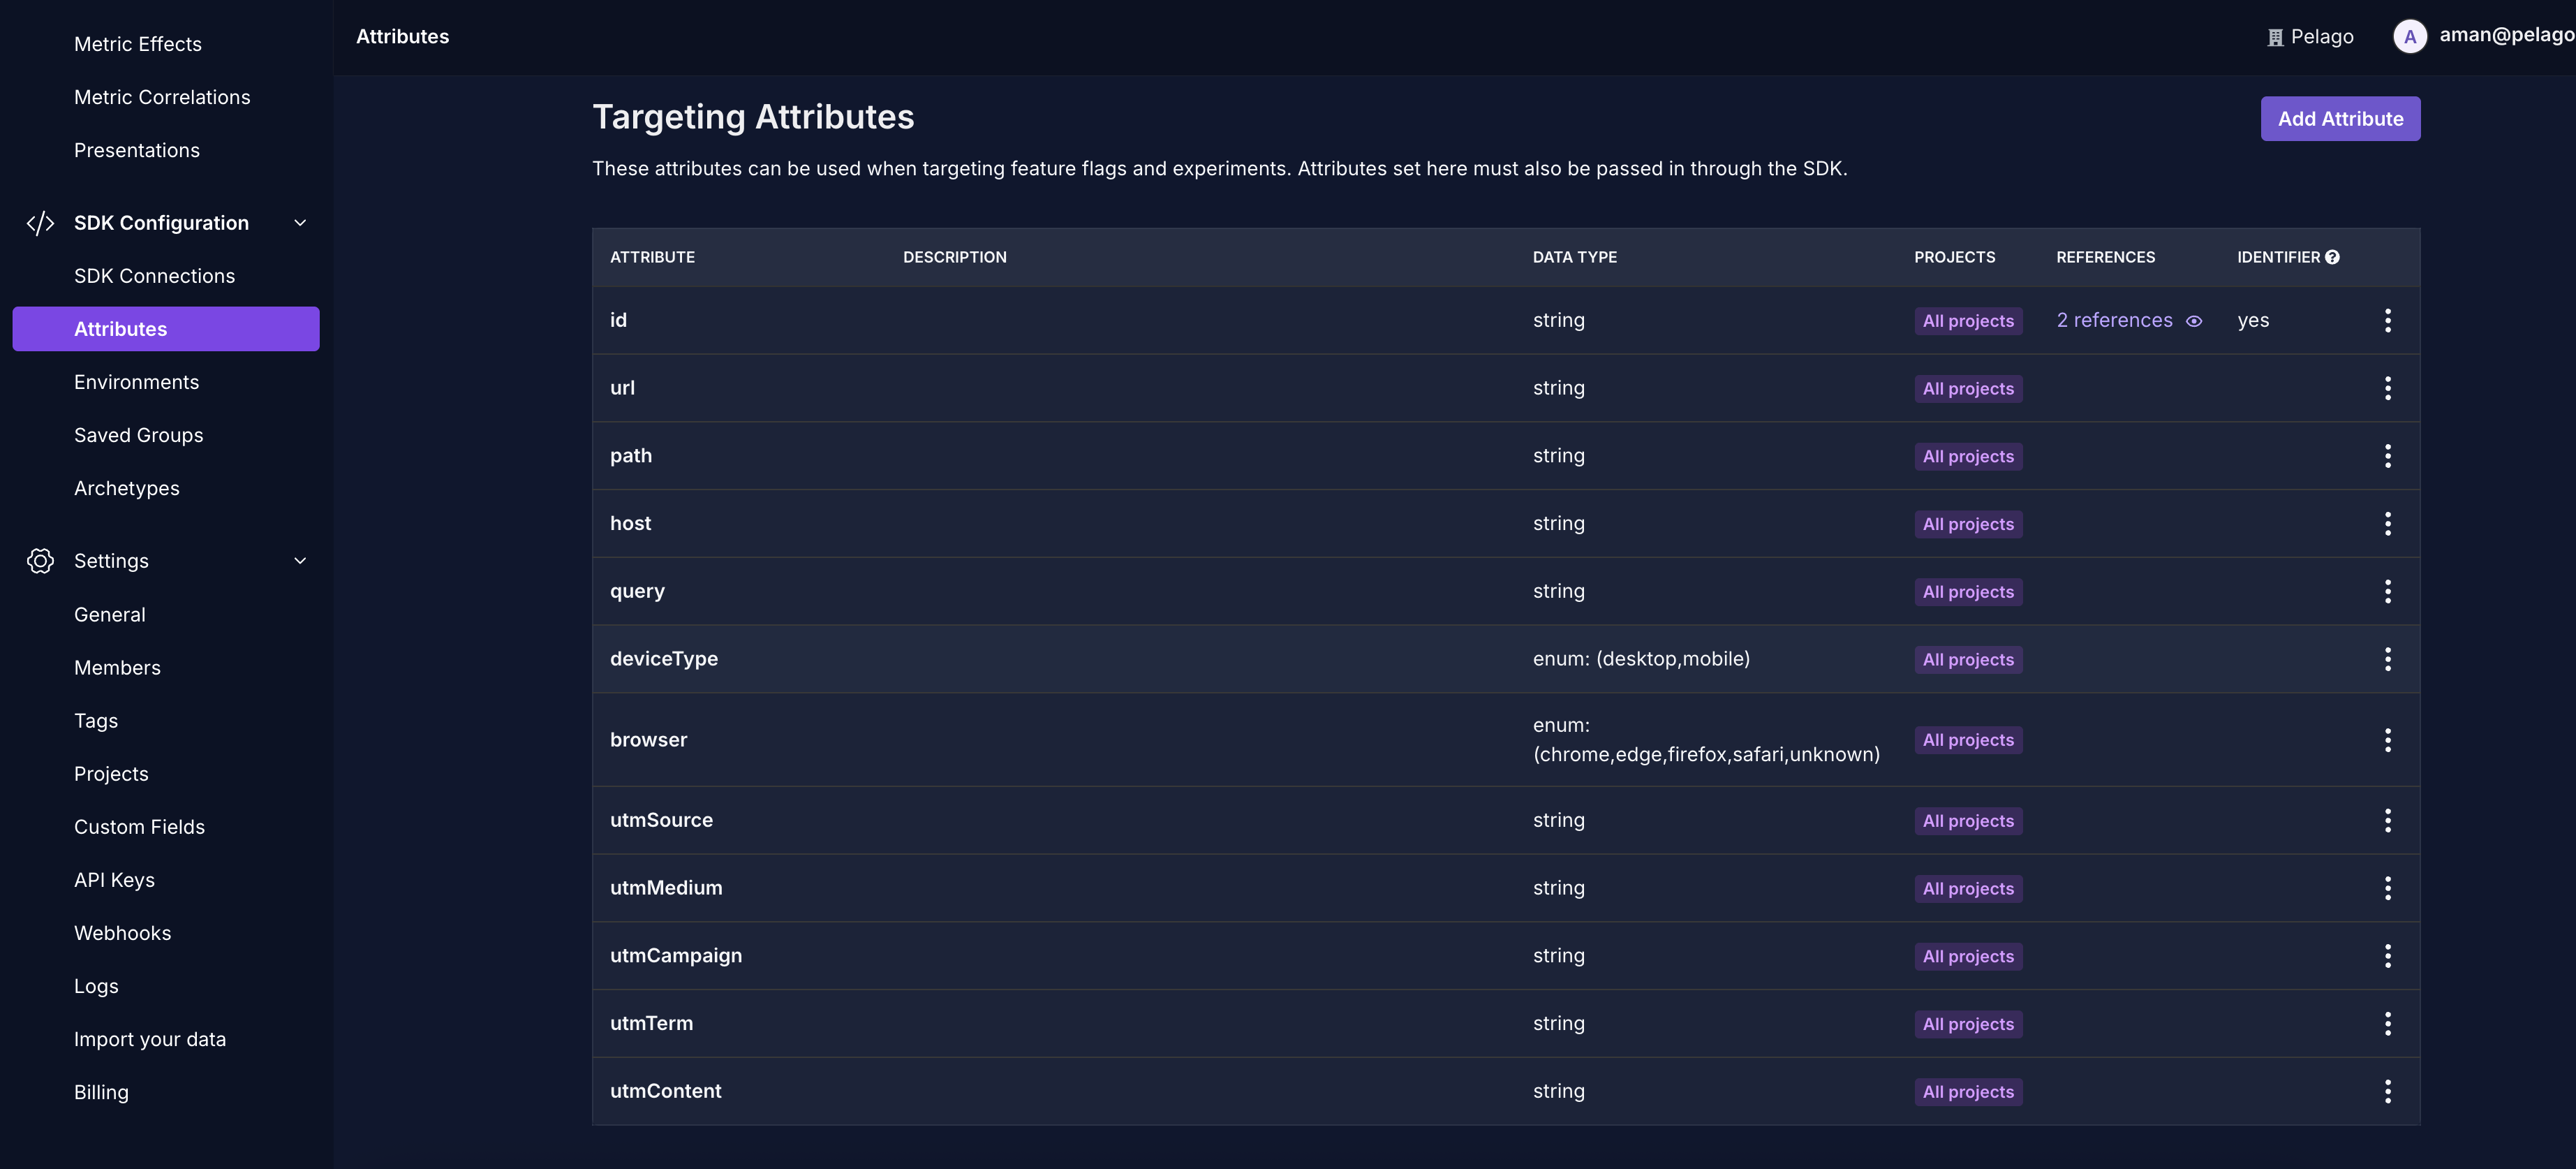 Metric Effects
Metric Correlations
Presentations
SDK Configuration
SDK Connections
Attributes
Environments
Saved Groups
Archetypes
Settings
General
Members
Tags
Projects
Custom Fields
API Keys
Webhooks
Logs
Import your data
Billing
Attributes
Pelago
A
aman@pelago
Targeting Attributes
Add Attribute
These attributes can be used when targeting feature flags and experiments. Attributes set here must also be passed in through the SDK.
ATTRIBUTE DESCRIPTION DATA TYPE PROJECTS REFERENCES IDENTIFIER ?
id string All projects 2 references yes
url string All projects
path string All projects
host string All projects
query string All projects
deviceType enum: (desktop,mobile) All projects
browser enum: All projects
(chrome,edge,firefox,safari,unknown)
utmSource string All projects
utmMedium string All projects
utmCampaign string All projects
utmTerm string All projects
utmContent string All projects